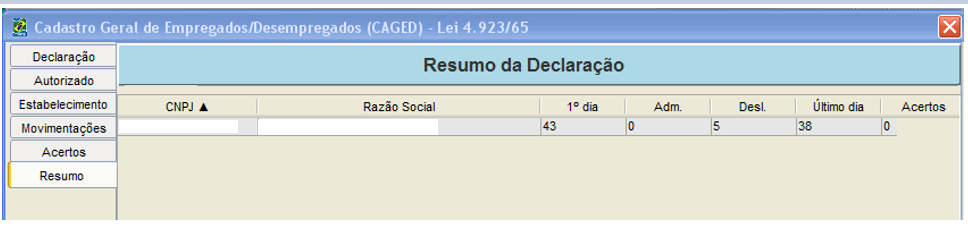 Cadastro Geral de Empregados/Desempregados (CAGED) - Lei 4.923/65
Declaração
Autorizado
Estabelecimento
Movimentações
Acertos
Resumo
Resumo da Declaração
CNPJ ▲ Razão Social 1º dia Adm. Desl. Último dia Acertos
43 0 5 38 0